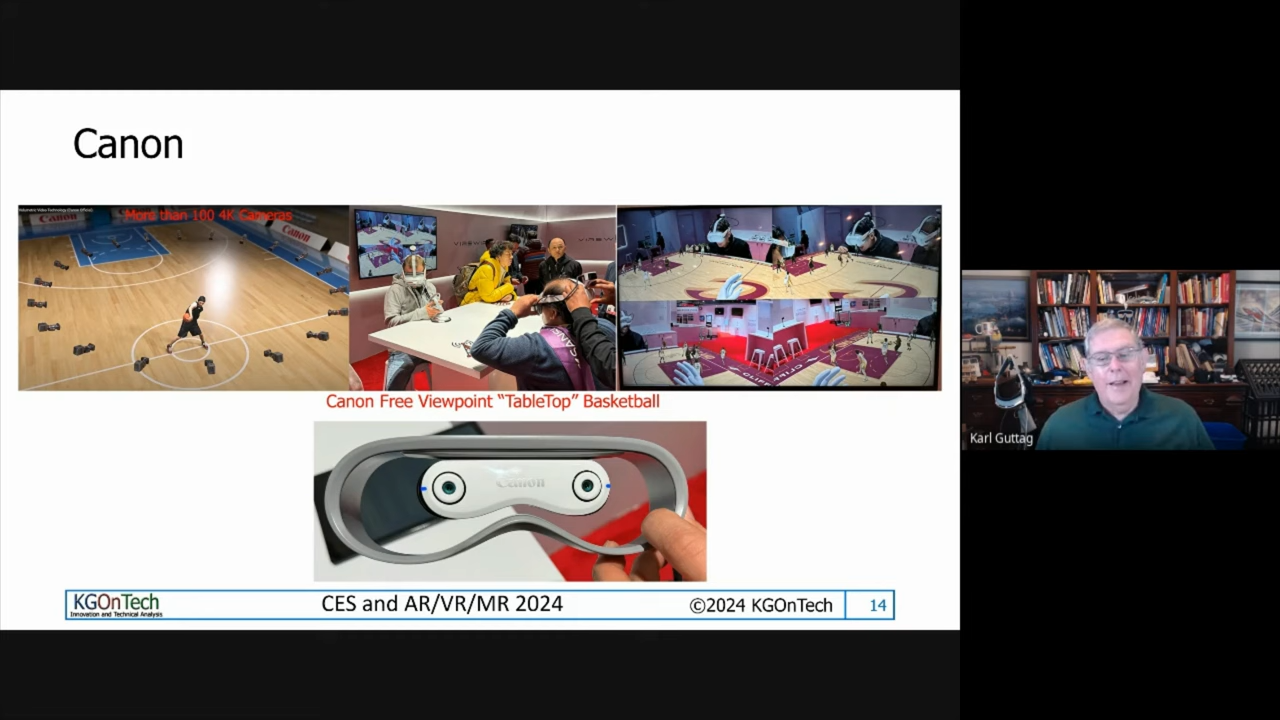 Canon
More than 100 4K Cameras
Canon
Canon
Canon Free Viewpoint “TableTop” Basketball
Canon
KGOnTech
Innovation and Technical Analysis
CES and AR/VR/MR 2024
©2024 KGOnTech
14
Karl Guttag